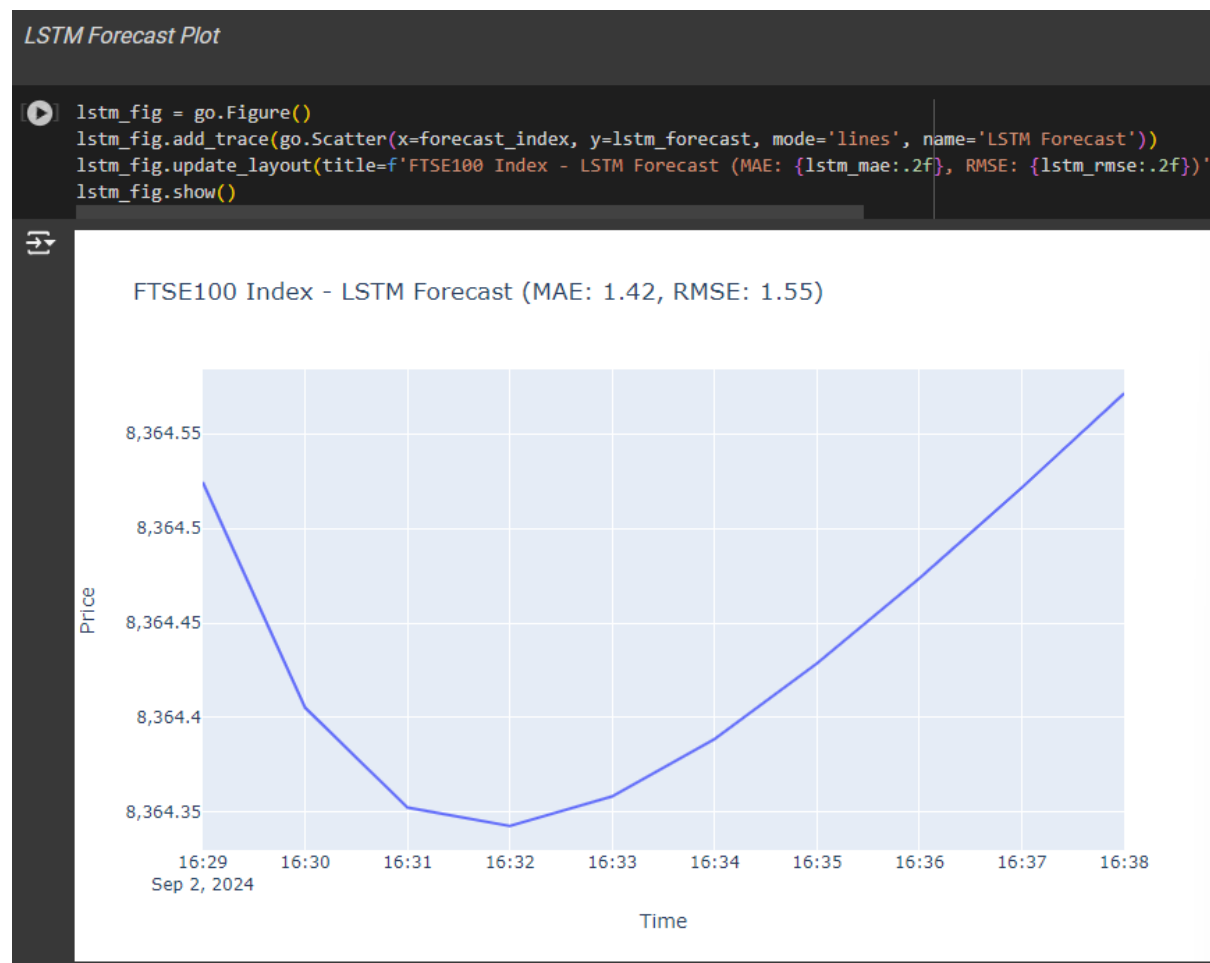 LSTM Forecast Plot
lstm_fig = go.Figure()
lstm_fig.add_trace(go.Scatter(x=forecast_index, y=lstm_forecast, mode='lines', name='LSTM Forecast'))
lstm_fig.update_layout(title=f'FTSE100 Index - LSTM Forecast (MAE: {lstm_mae:.2f}, RMSE: {lstm_rmse:.2f})'
lstm_fig.show()
FTSE100 Index - LSTM Forecast (MAE: 1.42, RMSE: 1.55)
8,364.55
8,364.5
8,364.45
8,364.4
8,364.35
Price
16:29 16:30 16:31 16:32 16:33 16:34 16:35 16:36 16:37 16:38
Sep 2, 2024
Time